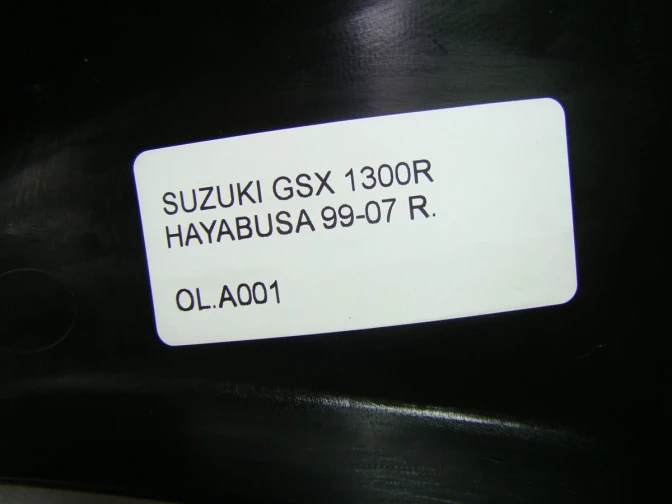 SUZUKI GSX 1300R
HAYABUSA 99-07 R.
OL.A001